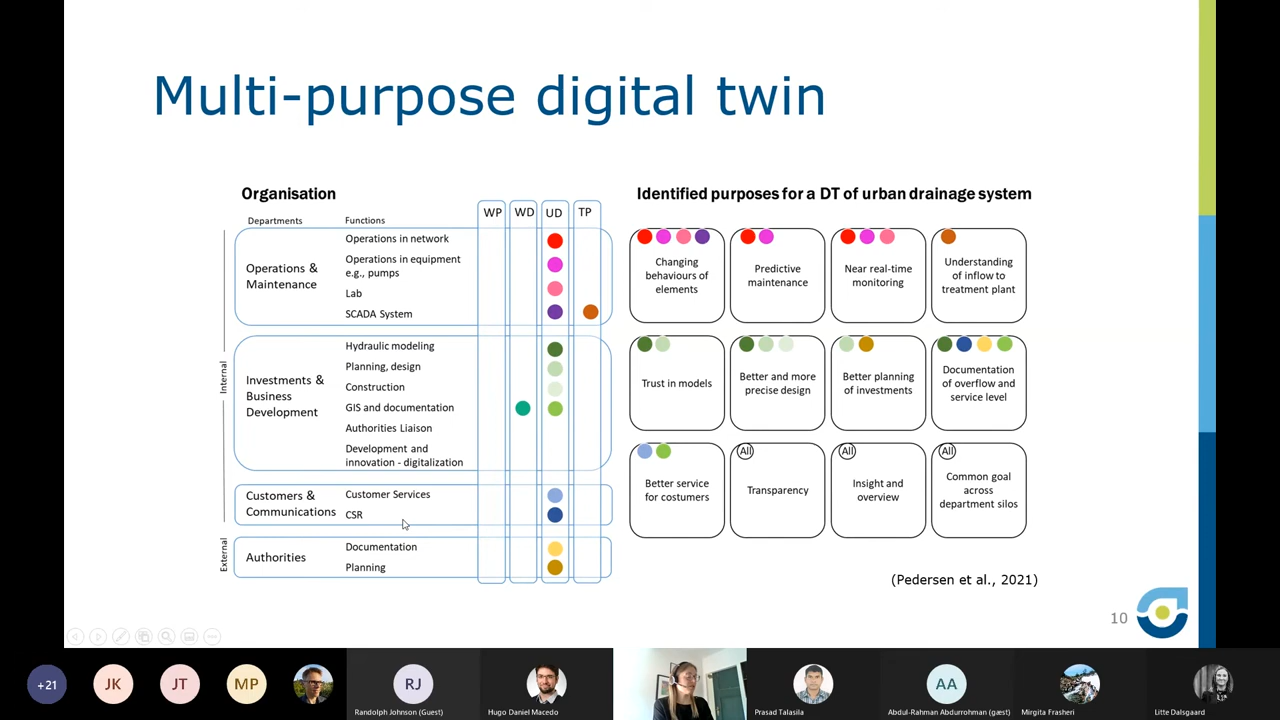 Multi-purpose digital twin
Organisation
Departments
Functions
WP
WD
UD
TP
Internal
External
Operations &
Maintenance
Operations in network
Operations in equipment
e.g., pumps
Lab
SCADA System
Investments &
Business
Development
Hydraulic modeling
Planning, design
Construction
GIS and documentation
Authorities Liaison
Development and
innovation - digitalization
Customers &
Communications
Customer Services
CSR
Authorities
Documentation
Planning
Identified purposes for a DT of urban drainage system
Changing
behaviours of
elements
Predictive
maintenance
Near real-time
monitoring
Understanding
of inflow to
treatment plant
Trust in models
Better and more
precise design
Better planning
of investments
Documentation
of overflow and
service level
Better service
for costumers
All
Transparency
All
Insight and
overview
All
Common goal
across
department silos
(Pedersen et al., 2021)
10
+21
JK
JT
MP
RJ
Randolph Johnson (Guest)
Hugo Daniel Macedo
Prasad Talasila
AA
Abdul-Rahman Abdurrohman (gæst)
Mirgita Frasheri
Litte Dalsgaard